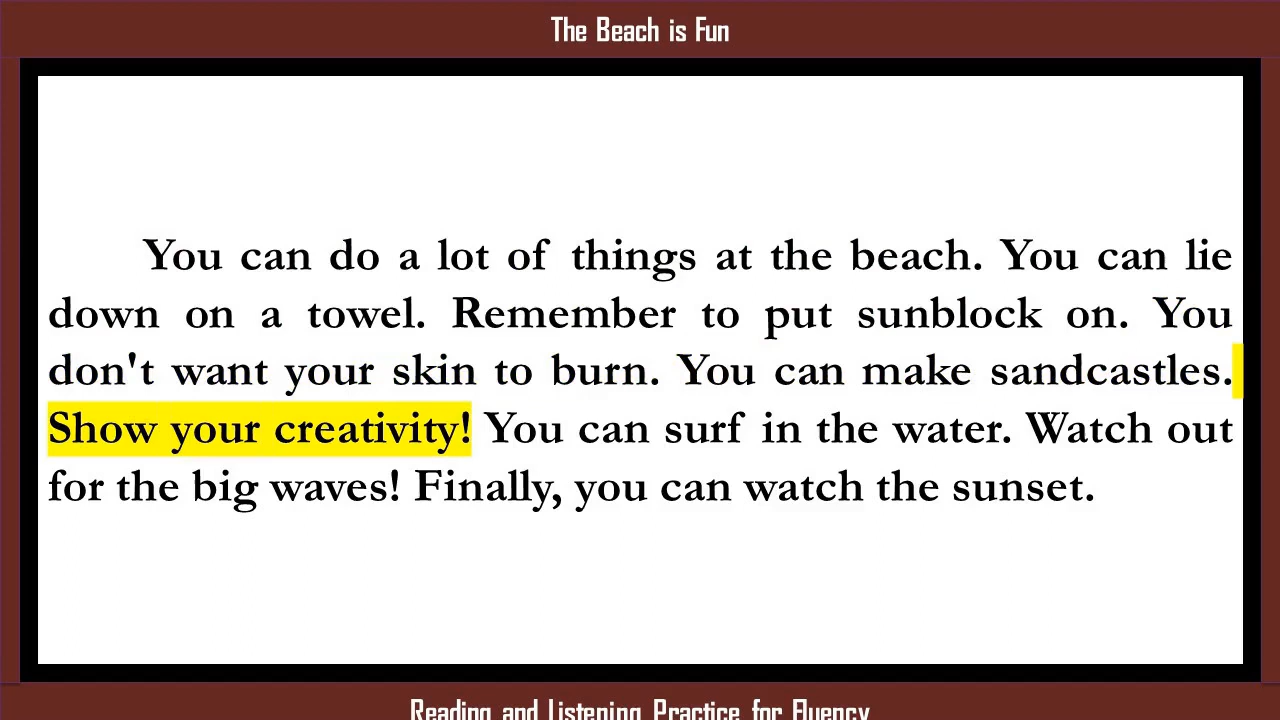 The Beach is Fun
You can do a lot of things at the beach. You can lie
down on a towel. Remember to put sunblock on. You
don't want your skin to burn. You can make sandcastles.
Show your creativity! You can surf in the water. Watch out
for the big waves! Finally, you can watch the sunset.
Reading and Listening Practice for Fluency